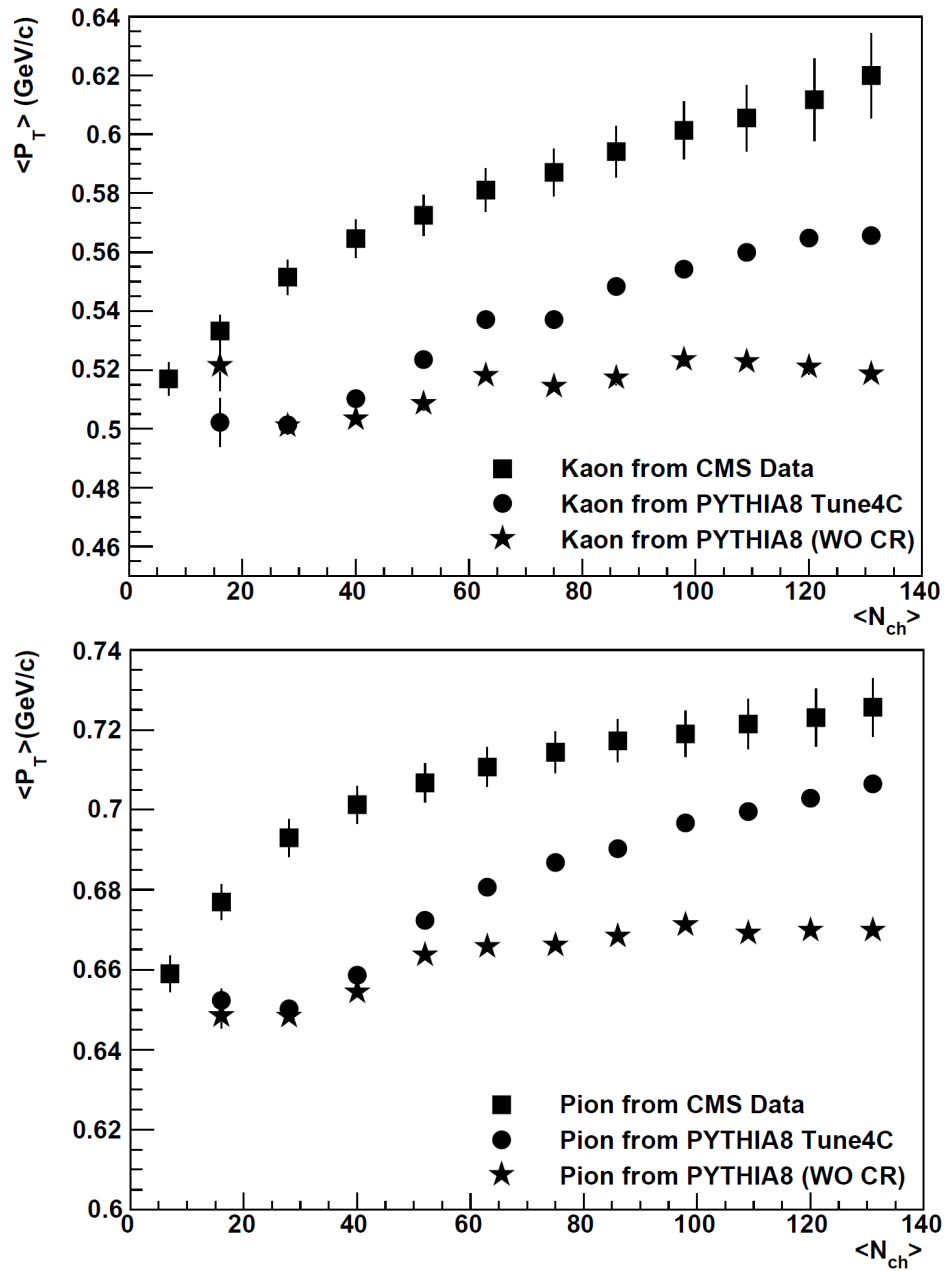 <P_T> (GeV/c)
0.64
0.62
0.6
0.58
0.56
0.54
0.52
0.5
0.48
0.46
Kaon from CMS Data
Kaon from PYTHIA8 Tune4C
Kaon from PYTHIA8 (WO CR)
0 20 40 60 80 100 120 140
<N_ch>
<P_T>(GeV/c)
0.74
0.72
0.7
0.68
0.66
0.64
0.62
0.6
Pion from CMS Data
Pion from PYTHIA8 Tune4C
Pion from PYTHIA8 (WO CR)
0 20 40 60 80 100 120 140
<N_ch>